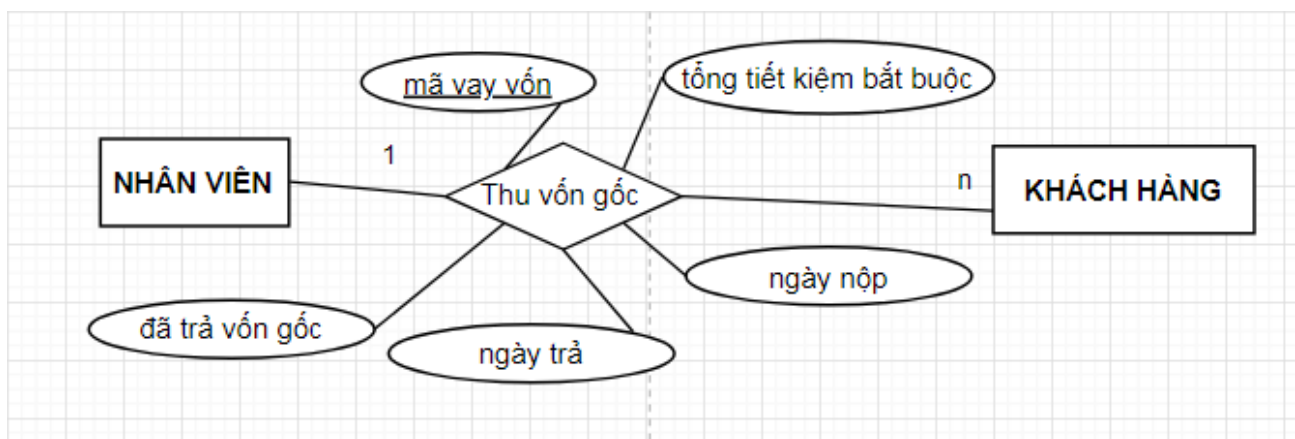 mã vay vốn
tổng tiết kiệm bắt buộc
NHÂN VIÊN
1
Thu vốn gốc
n
KHÁCH HÀNG
ngày nộp
đã trả vốn gốc
ngày trả